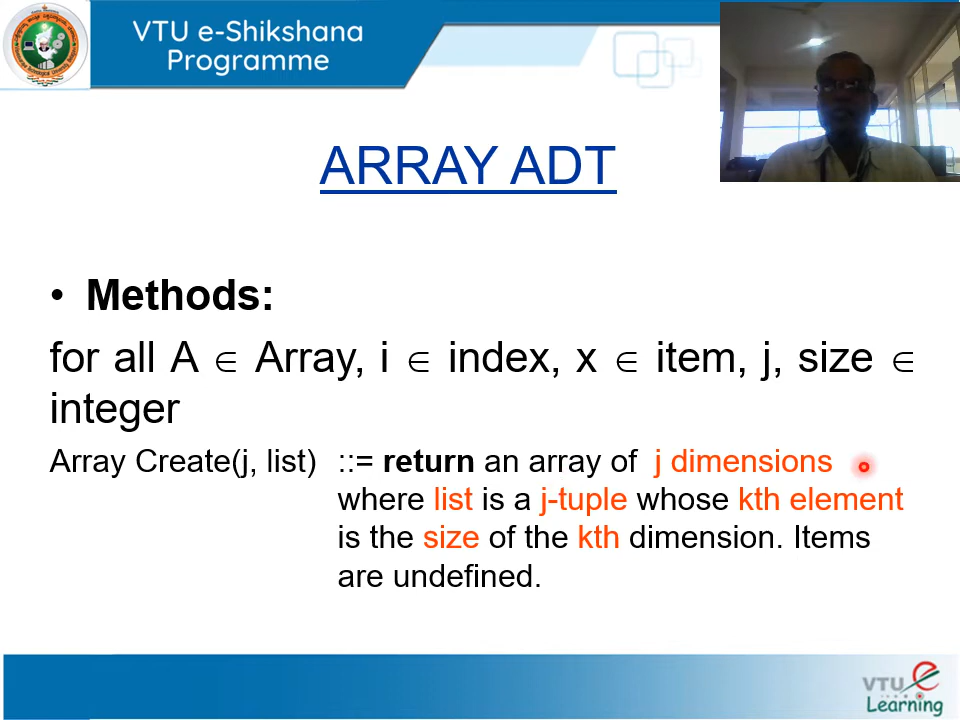 VTU e-Shikshana
Programme
ARRAY ADT
• Methods:
for all A ∈ Array, i ∈ index, x ∈ item, j, size ∈
integer
Array Create(j, list) ::= return an array of j dimensions
where list is a j-tuple whose kth element
is the size of the kth dimension. Items
are undefined.
VTU e
Learning